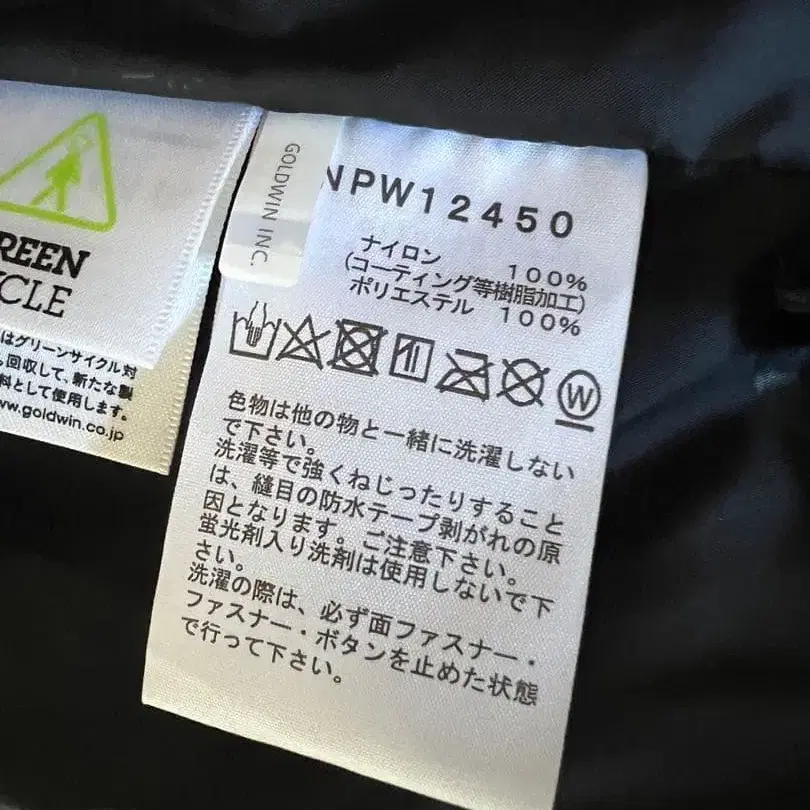 REEN
CLE
はグリーンサイクル対
回収して、新たな製
料として使用します。
ww.goldwin.co.jp
GOLDWIN INC.
NPW12450
ナイロン 100%
(コーティング等樹脂加工)
ポリエステル 100%
W
色物は他の物と一緒に洗濯しない
で下さい。
洗濯等で強くねじったりすること
は、縫目の防水テープ剥がれの原
因となります。ご注意下さい。
蛍光剤入り洗剤は使用しないで下
さい。
洗濯の際は、必ず面ファスナー・
ファスナー・ボタンを止めた状態
で行って下さい。